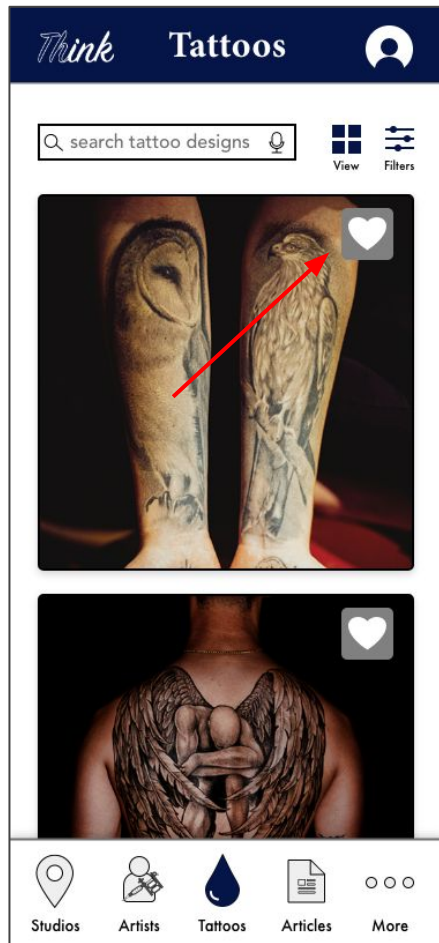 Think Tattoos
search tattoo designs
View Filters
Studios Artists Tattoos Articles More